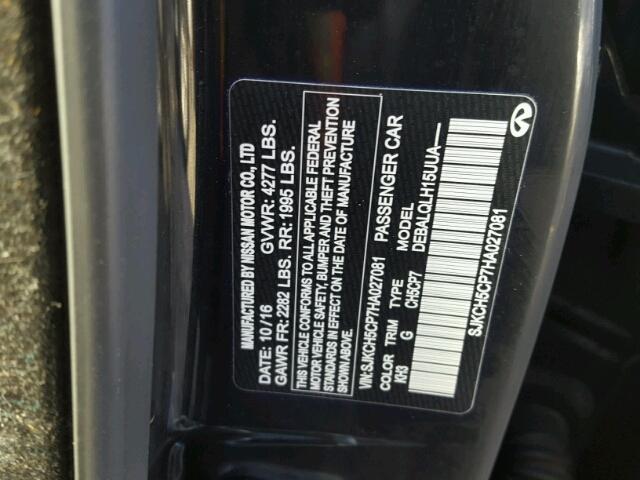 MANUFACTURED BY NISSAN MOTOR CO., LTD
DATE: 10/16 GVWR: 4277 LBS.
GAWR FR: 2282 LBS. RR: 1995 LBS.
THIS VEHICLE CONFORMS TO ALL APPLICABLE FEDERAL
MOTOR VEHICLE SAFETY, BUMPER AND THEFT PREVENTION
STANDARDS IN EFFECT ON THE DATE OF MANUFACTURE
SHOWN ABOVE.
VIN: SJKCH5CP7HA027081 PASSENGER CAR
COLOR TRIM TYPE MODEL
KH3 G CH5CP7 DEBALQLH15UUA—
SJKCH5CP7HA027081